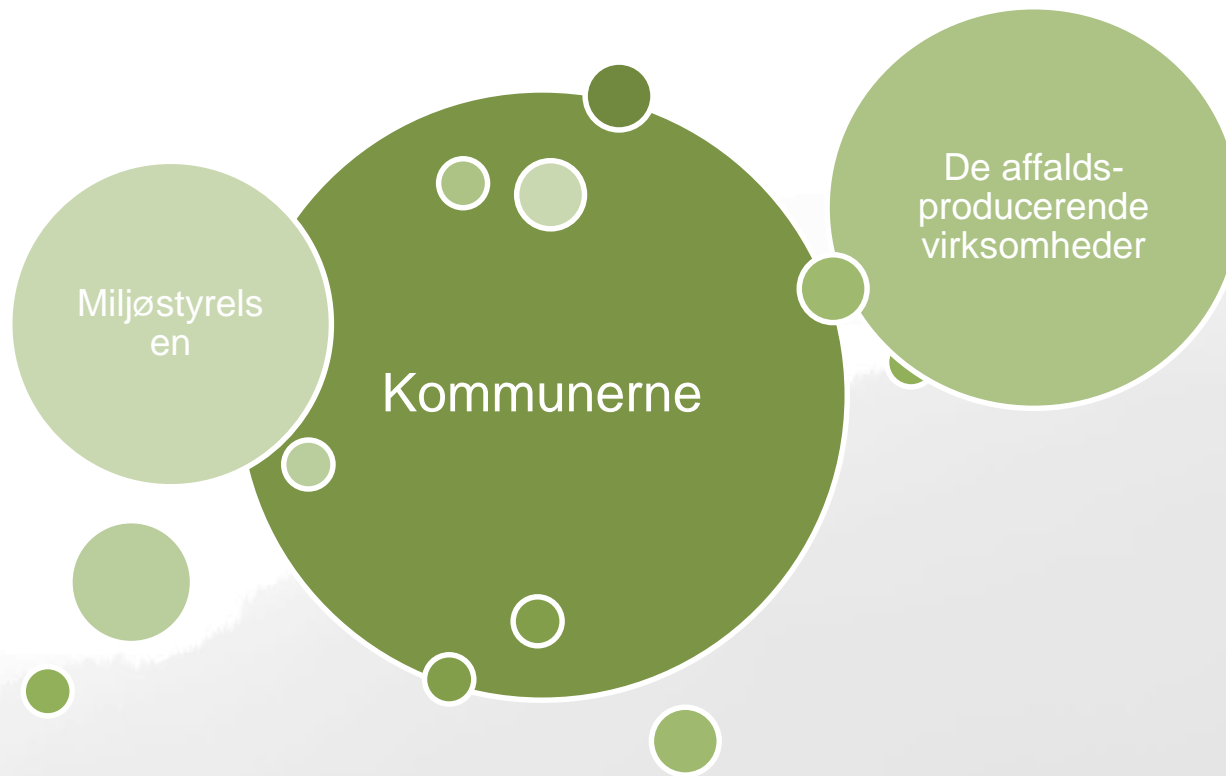 De affalds-
producerende
virksomheder
Miljøstyrels
en
Kommunerne